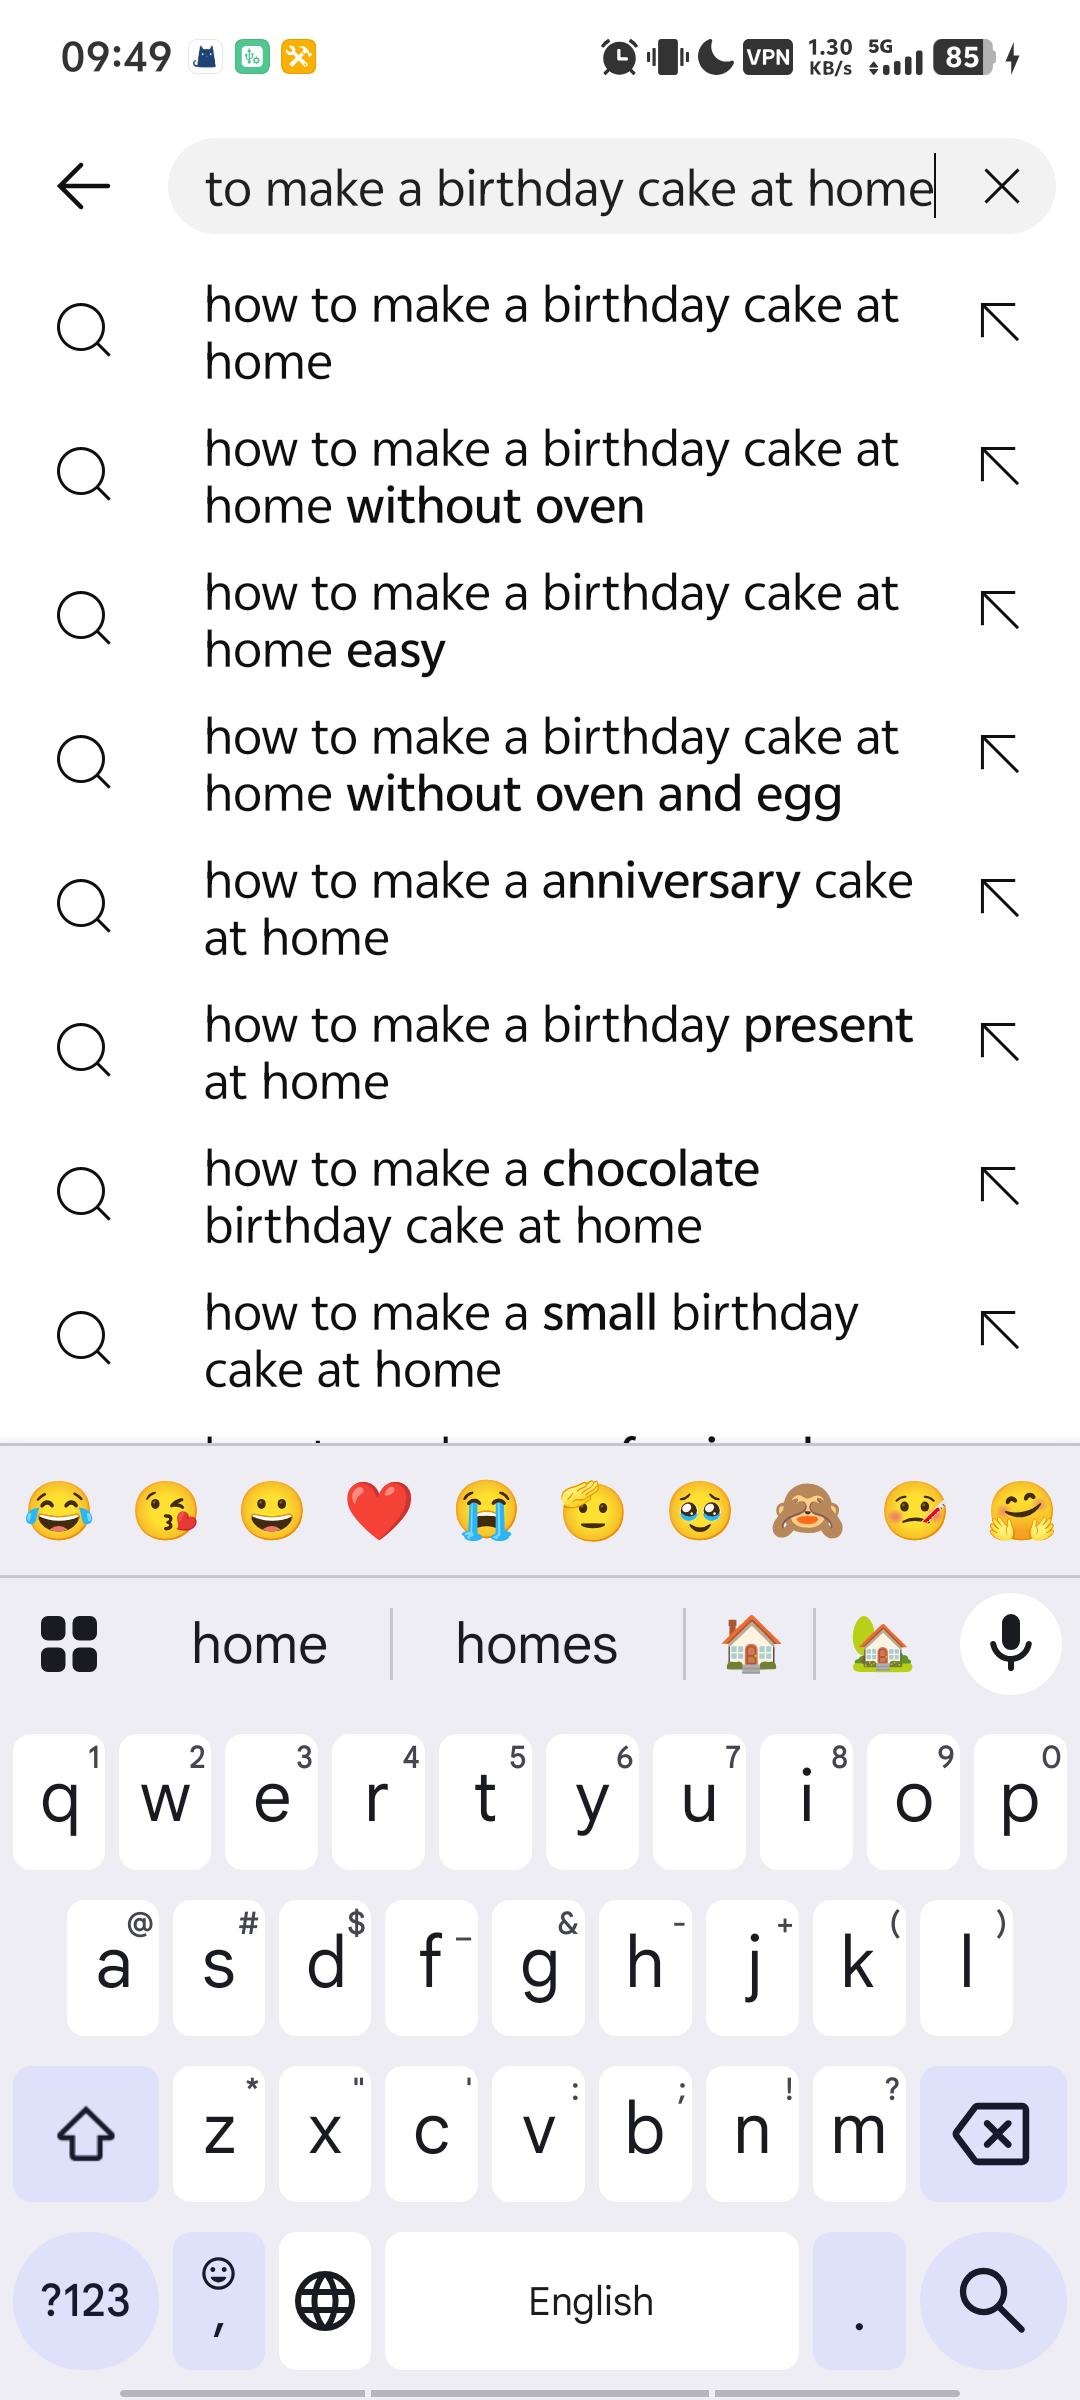 09:49
VPN
1.30
KB/s
5G
85
to make a birthday cake at home
how to make a birthday cake at
home
how to make a birthday cake at
home without oven
how to make a birthday cake at
home easy
how to make a birthday cake at
home without oven and egg
how to make a anniversary cake
at home
how to make a birthday present
at home
how to make a chocolate
birthday cake at home
how to make a small birthday
cake at home
home homes
q 1 w 2 e 3 r 4 t 5 y 6 u 7 i 8 o 9 p 0
a @ s # d $ f _ g & h - j + k ( l )
z * x " c ' v : b ; n ! m ?
?123 , English .